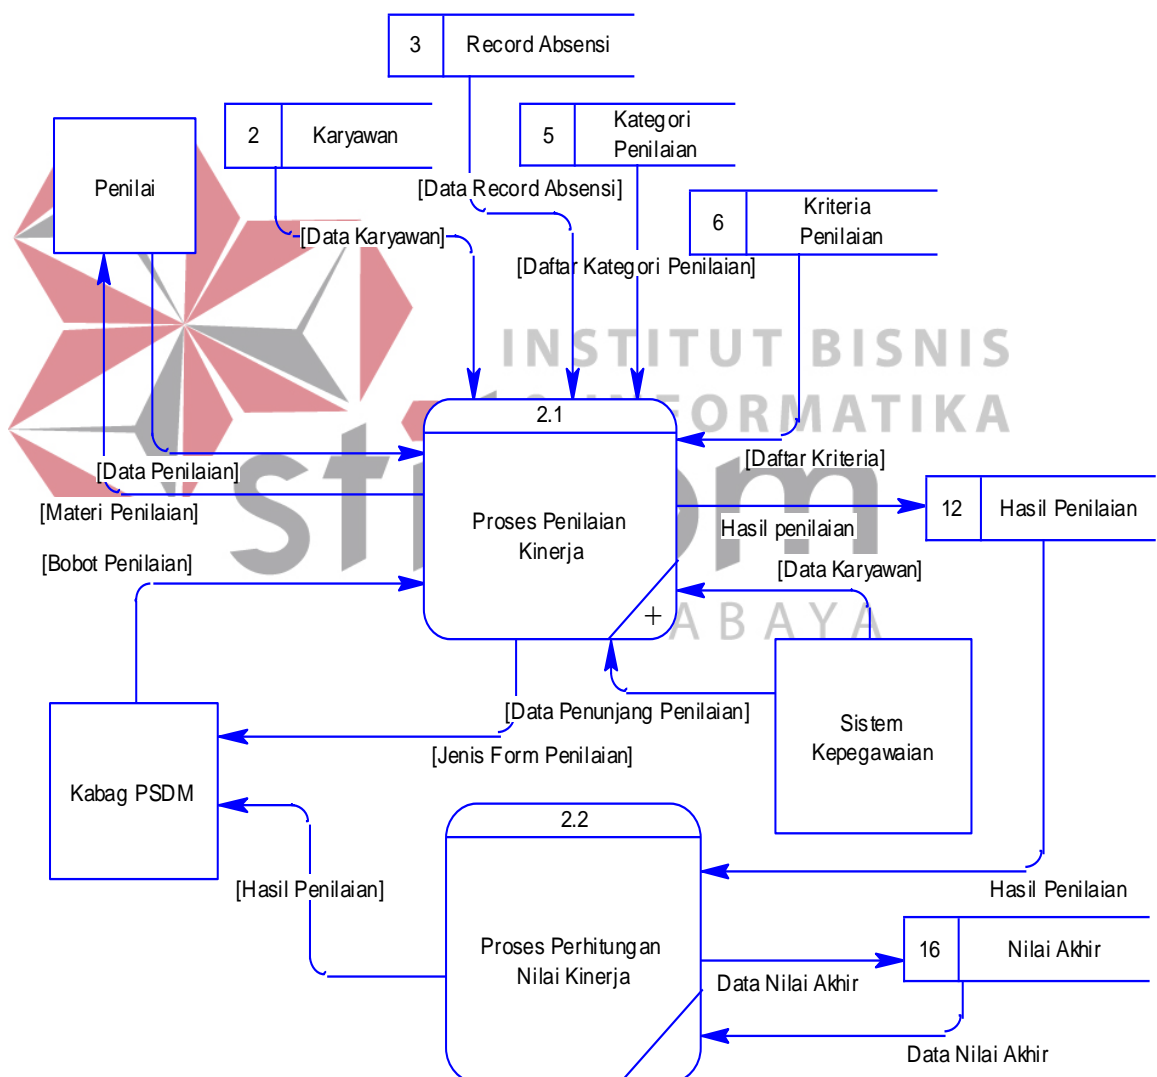 3
Record Absensi
2
Karyawan
5
Kategori
Penilaian
Penilai
[Data Record Absensi]
6
Kriteria
Penilaian
[Data Karyawan]
[Daftar Kategori Penilaian]
INSTITUT BISNIS
INFORMATIKA
2.1
[Daftar Kriteria]
[Data Penilaian]
[Materi Penilaian]
Proses Penilaian
Kinerja
Hasil penilaian
12
Hasil Penilaian
[Bobot Penilaian]
[Data Karyawan]
+
ABAYA
[Data Penunjang Penilaian]
Sistem
Kepegawaian
[Jenis Form Penilaian]
Kabag PSDM
2.2
[Hasil Penilaian]
Hasil Penilaian
Proses Perhitungan
Nilai Kinerja
16
Nilai Akhir
Data Nilai Akhir
Data Nilai Akhir